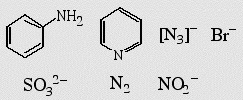 NH₂ N [N₃]⁻ Br⁻
SO₃²⁻ N₂ NO₂⁻